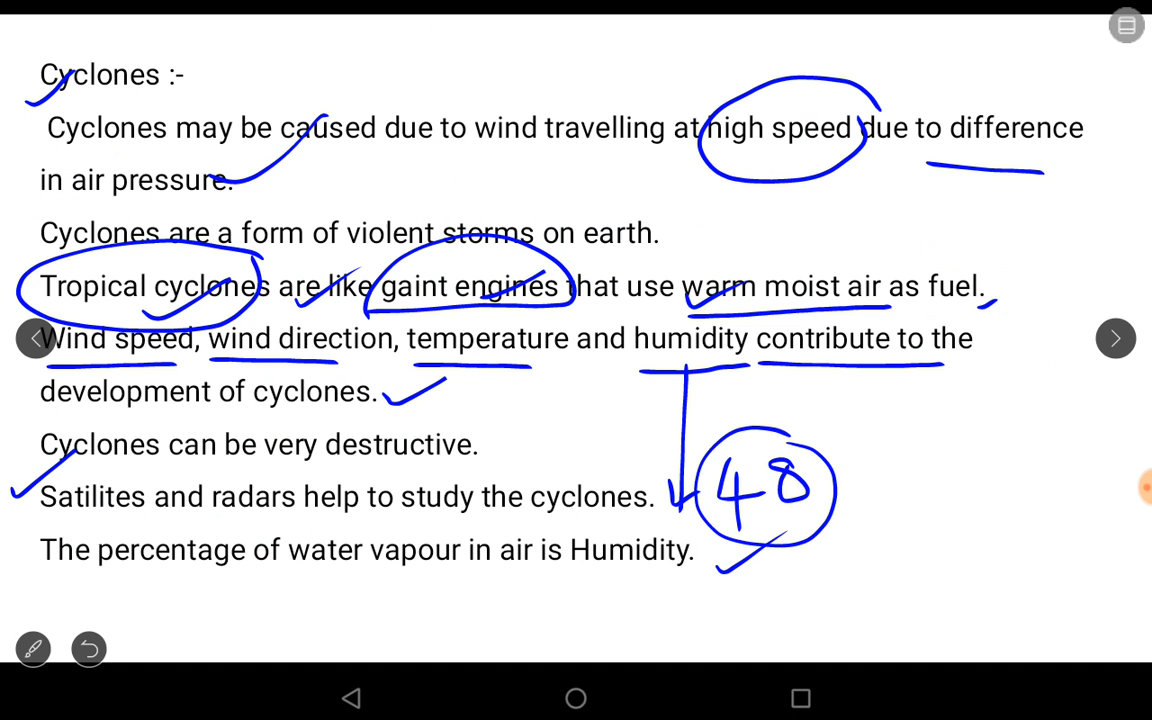 Cyclones :-
Cyclones may be caused due to wind travelling at high speed due to difference
in air pressure.
Cyclones are a form of violent storms on earth.
Tropical cyclones are like gaint engines that use warm moist air as fuel.
Wind speed, wind direction, temperature and humidity contribute to the
development of cyclones.
Cyclones can be very destructive.
48
Satilites and radars help to study the cyclones.
The percentage of water vapour in air is Humidity.